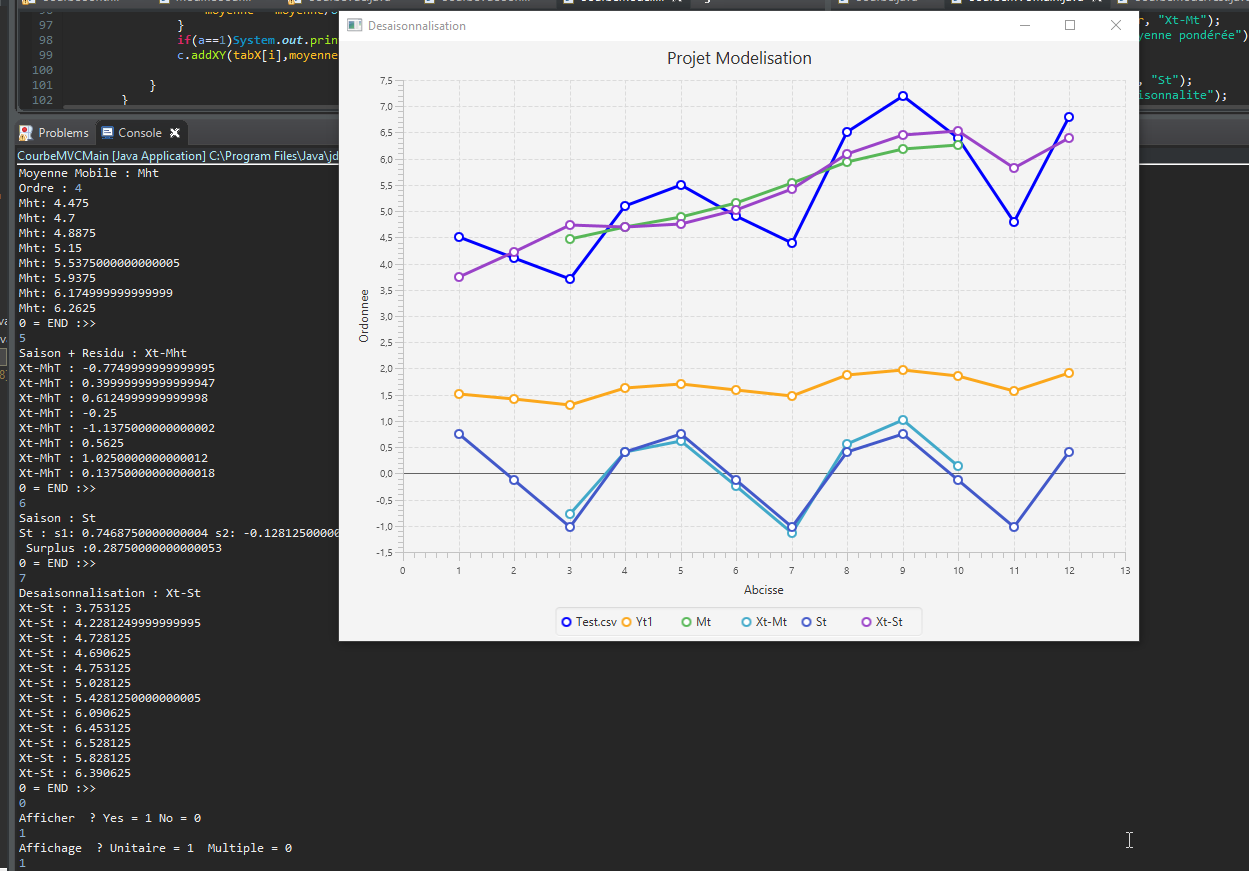 97 }
98 if(a==1)System.out.prin
99 c.addXY(tabX[i],moyenne
100
101 }
102 }
r, "Xt-Mt");
yenne pondérée")
, "St");
isonnalite");
Problems Console
CourbeMVCMain [Java Application] C:\Program Files\Java\jd
Moyenne Mobile : Mht
Ordre : 4
Mht: 4.475
Mht: 4.7
Mht: 4.8875
Mht: 5.15
Mht: 5.5375000000000005
Mht: 5.9375
Mht: 6.174999999999999
Mht: 6.2625
0 = END :>>
5
Saison + Residu : Xt-Mht
Xt-MhT : -0.7749999999999995
Xt-MhT : 0.39999999999999947
Xt-MhT : 0.6124999999999998
Xt-MhT : -0.25
Xt-MhT : -1.1375000000000002
Xt-MhT : 0.5625
Xt-MhT : 1.0250000000000012
Xt-MhT : 0.13750000000000018
0 = END :>>
6
Saison : St
St : s1: 0.7468750000000004 s2: -0.12812500000
Surplus :0.28750000000000053
0 = END :>>
7
Desaisonnalisation : Xt-St
Xt-St : 3.753125
Xt-St : 4.2281249999999995
Xt-St : 4.728125
Xt-St : 4.690625
Xt-St : 4.753125
Xt-St : 5.028125
Xt-St : 5.4281250000000005
Xt-St : 6.090625
Xt-St : 6.453125
Xt-St : 6.528125
Xt-St : 5.828125
Xt-St : 6.390625
0 = END :>>
0
Afficher ? Yes = 1 No = 0
1
Affichage ? Unitaire = 1 Multiple = 0
1
Desaisonnalisation
Projet Modelisation
7,5
7,0
6,5
6,0
5,5
5,0
4,5
4,0
3,5
3,0
2,5
2,0
1,5
1,0
0,5
0,0
-0,5
-1,0
-1,5
Ordonnee
0 1 2 3 4 5 6 7 8 9 10 11 12 13
Abcisse
Test.csv Yt1 Mt Xt-Mt St Xt-St